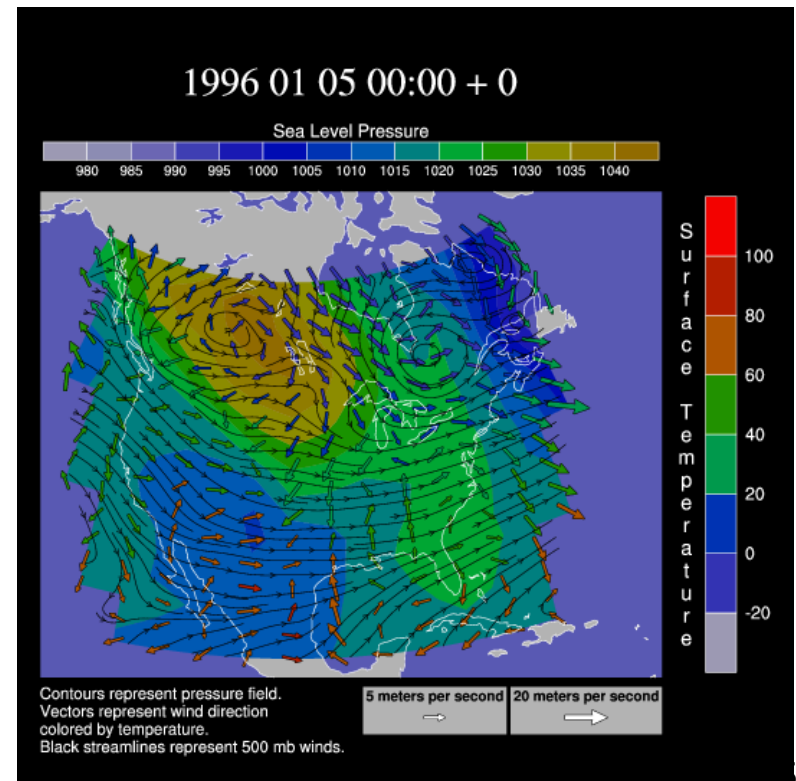 1996 01 05 00:00 + 0
Sea Level Pressure
980 985 990 995 1000 1005 1010 1015 1020 1025 1030 1035 1040
Surface Temperature
100
80
60
40
20
0
-20
Contours represent pressure field.
Vectors represent wind direction
colored by temperature.
Black streamlines represent 500 mb winds.
5 meters per second
20 meters per second